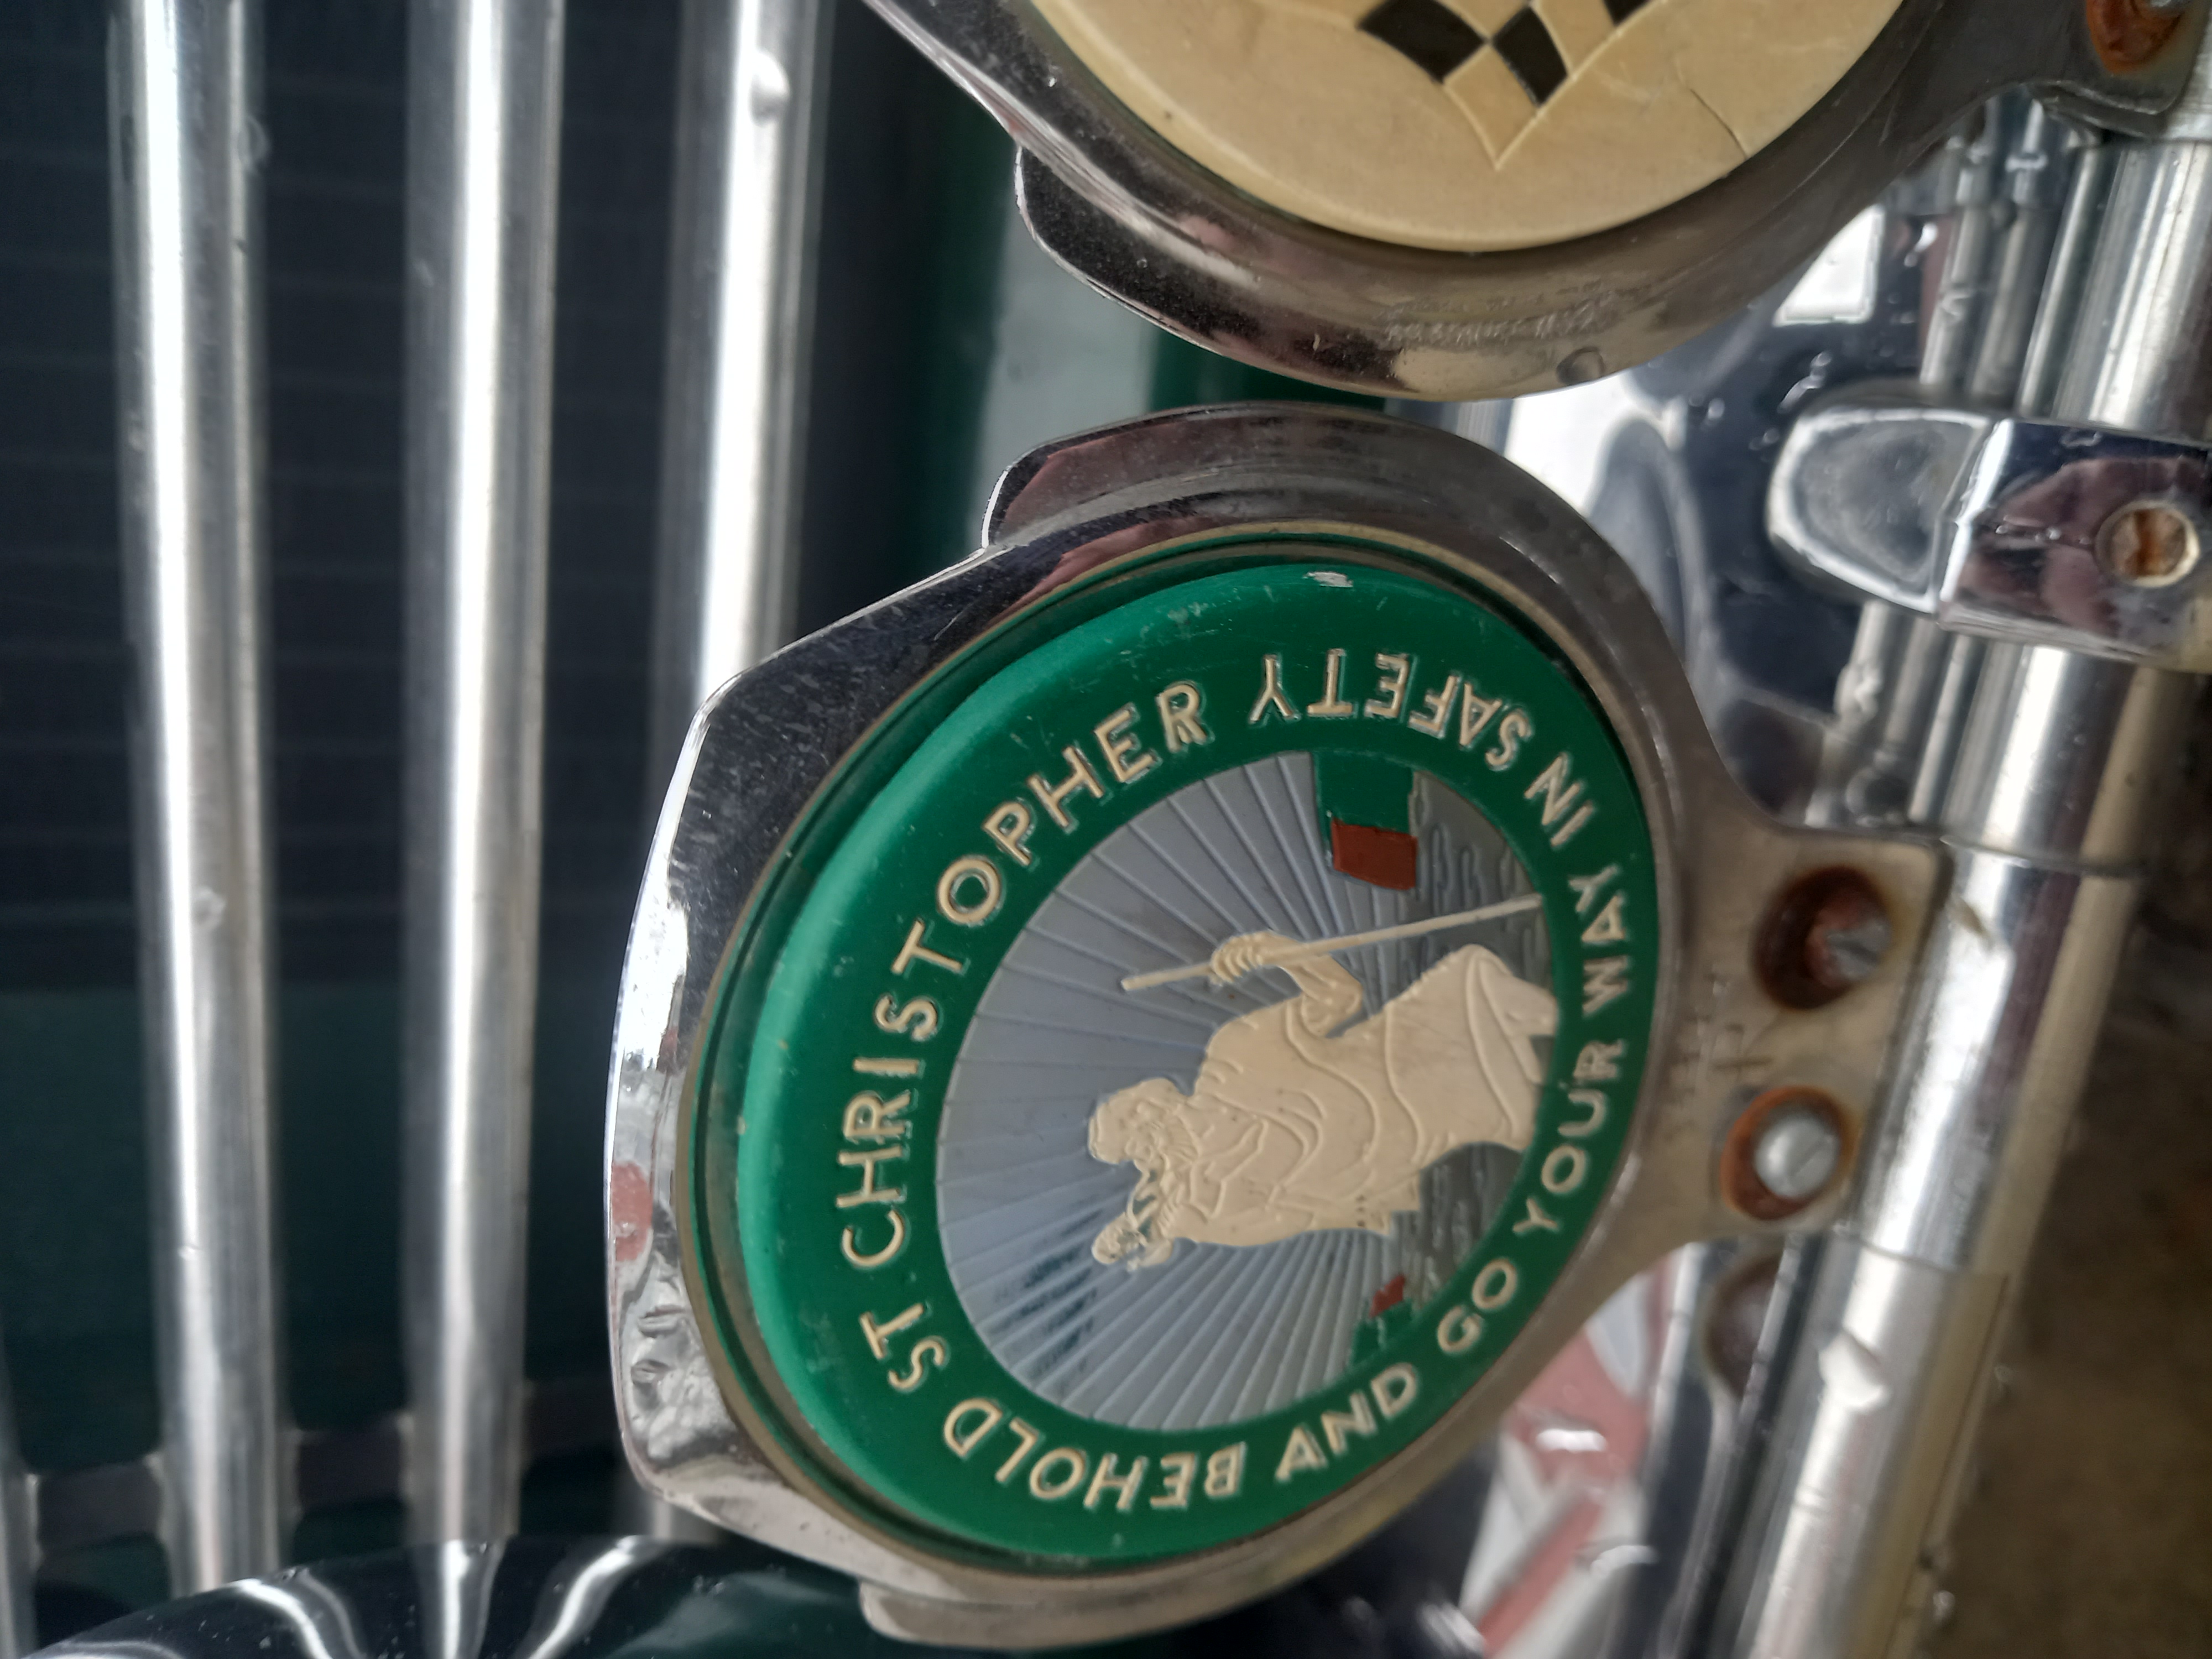 BEHOLD ST CHRISTOPHER
AND GO YOUR WAY IN SAFETY